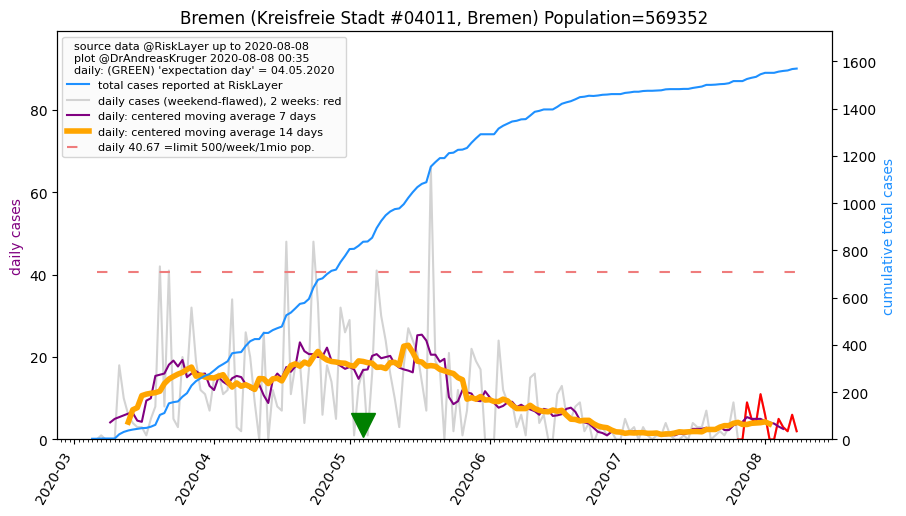 Bremen (Kreisfreie Stadt #04011, Bremen) Population=569352
source data @RiskLayer up to 2020-08-08
plot @DrAndreasKruger 2020-08-08 00:35
daily: (GREEN) 'expectation day' = 04.05.2020
total cases reported at RiskLayer
daily cases (weekend-flawed), 2 weeks: red
daily: centered moving average 7 days
daily: centered moving average 14 days
daily 40.67 =limit 500/week/1mio pop.
daily cases
80
60
40
20
0
cumulative total cases
1600
1400
1200
1000
800
600
400
200
0
2020-03
2020-04
2020-05
2020-06
2020-07
2020-08